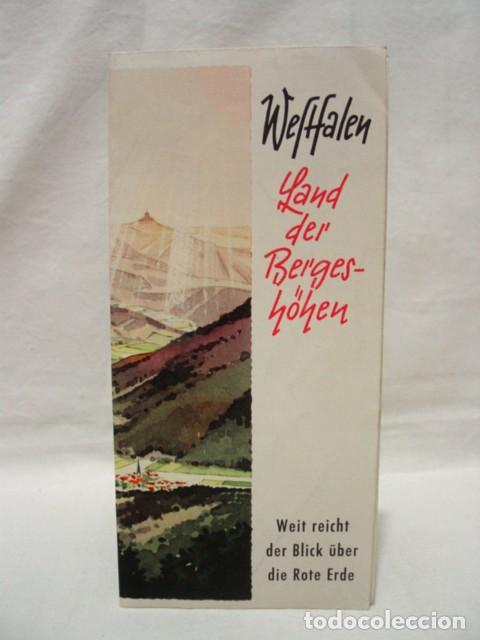 Westfalen
Land
der
Berges-
höhen
Weit reicht
der Blick über
die Rote Erde
todocoleccion